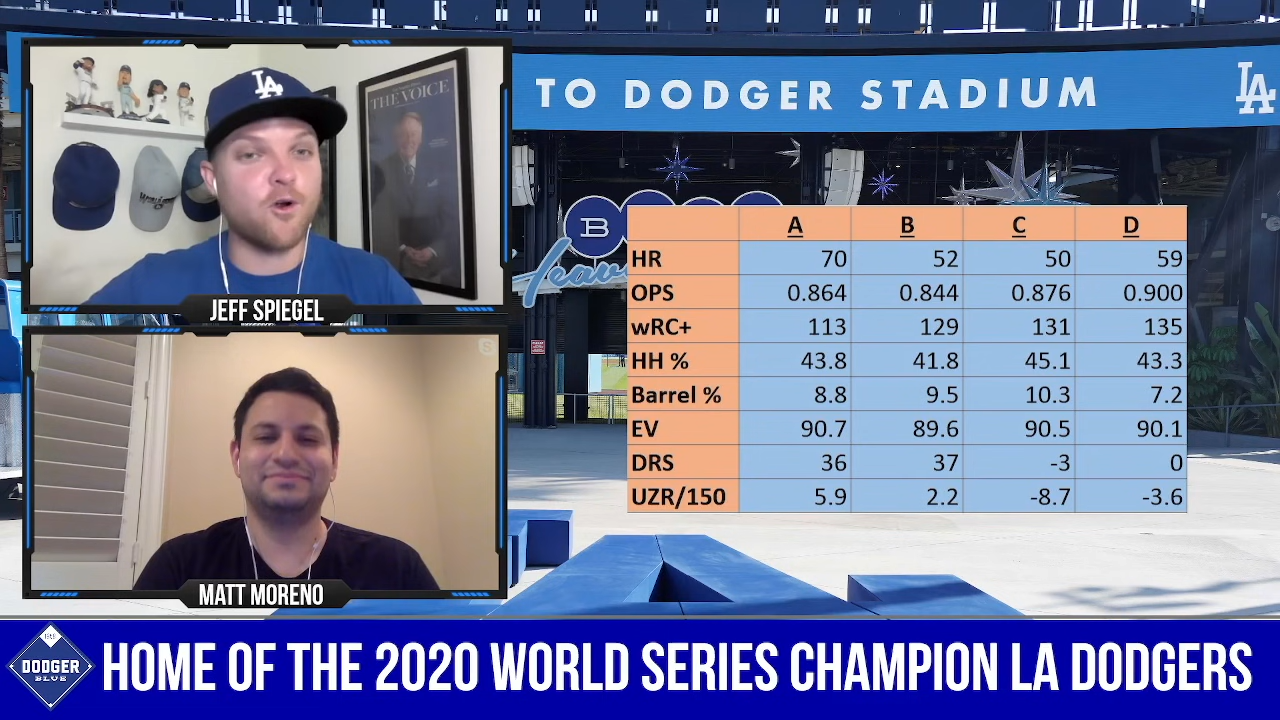 TO DODGER STADIUM
LA
LA
THE VOICE
B
A B C D
HR 70 52 50 59
OPS 0.864 0.844 0.876 0.900
wRC+ 113 129 131 135
HH % 43.8 41.8 45.1 43.3
Barrel % 8.8 9.5 10.3 7.2
EV 90.7 89.6 90.5 90.1
DRS 36 37 -3 0
UZR/150 5.9 2.2 -8.7 -3.6
JEFF SPIEGEL
S
MATT MORENO
DODGER
BLUE
HOME OF THE 2020 WORLD SERIES CHAMPION LA DODGERS